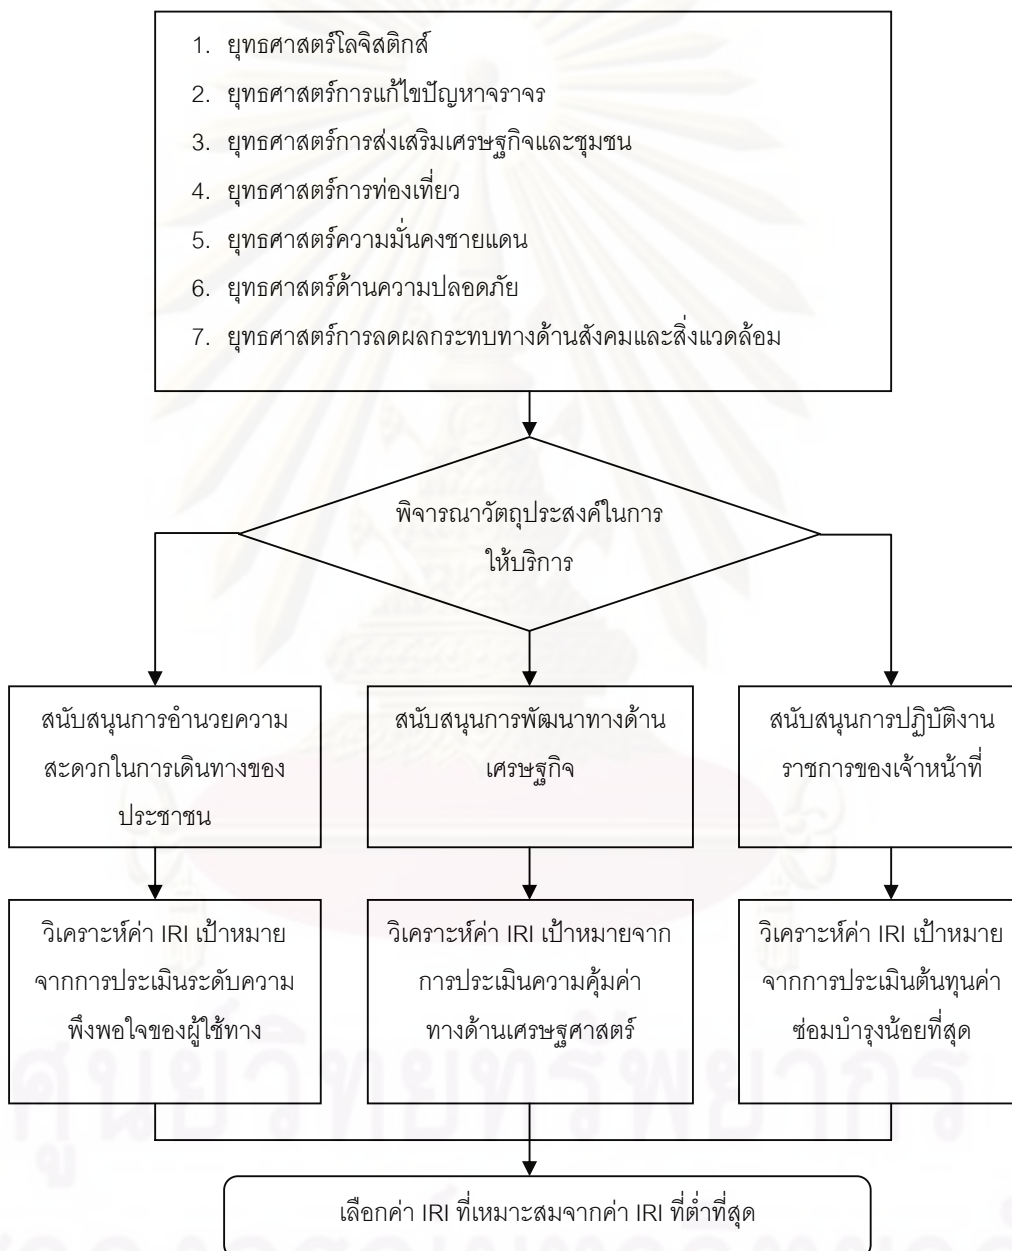 1. ยุทธศาสตร์โลจิสติกส์
2. ยุทธศาสตร์การแก้ไขปัญหาจราจร
3. ยุทธศาสตร์การส่งเสริมเศรษฐกิจและชุมชน
4. ยุทธศาสตร์การท่องเที่ยว
5. ยุทธศาสตร์ความมั่นคงชายแดน
6. ยุทธศาสตร์ด้านความปลอดภัย
7. ยุทธศาสตร์การลดผลกระทบทางด้านสังคมและสิ่งแวดล้อม
พิจารณาวัตถุประสงค์ในการ
ให้บริการ
สนับสนุนการอำนวยความ
สะดวกในการเดินทางของ
ประชาชน
สนับสนุนการพัฒนาทางด้าน
เศรษฐกิจ
สนับสนุนการปฏิบัติงาน
ราชการของเจ้าหน้าที่
วิเคราะห์ค่า IRI เป้าหมาย
จากการประเมินระดับความ
พึงพอใจของผู้ใช้ทาง
วิเคราะห์ค่า IRI เป้าหมายจาก
การประเมินความคุ้มค่า
ทางด้านเศรษฐศาสตร์
วิเคราะห์ค่า IRI เป้าหมาย
จากการประเมินต้นทุนค่า
ซ่อมบำรุงน้อยที่สุด
ศูนย์วิทยทรัพยากร
เลือกค่า IRI ที่เหมาะสมจากค่า IRI ที่ต่ำที่สุด